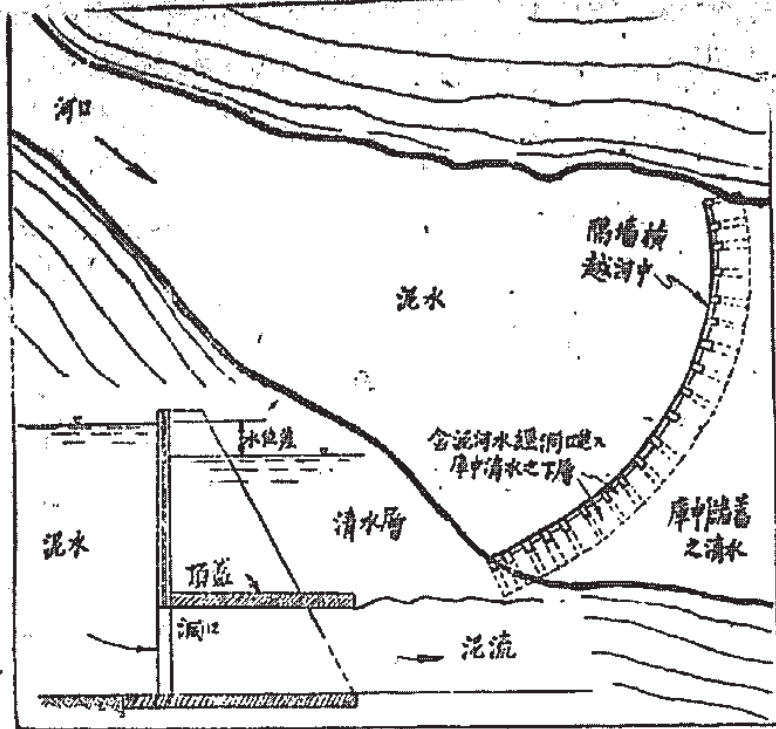 河口
隔墙横
越河中
泥水
含泥河水經洞口進入
庫中清水之下層
庫中儲蓄
之清水
水位差
清水層
泥水
頂蓋
洞口
泥流